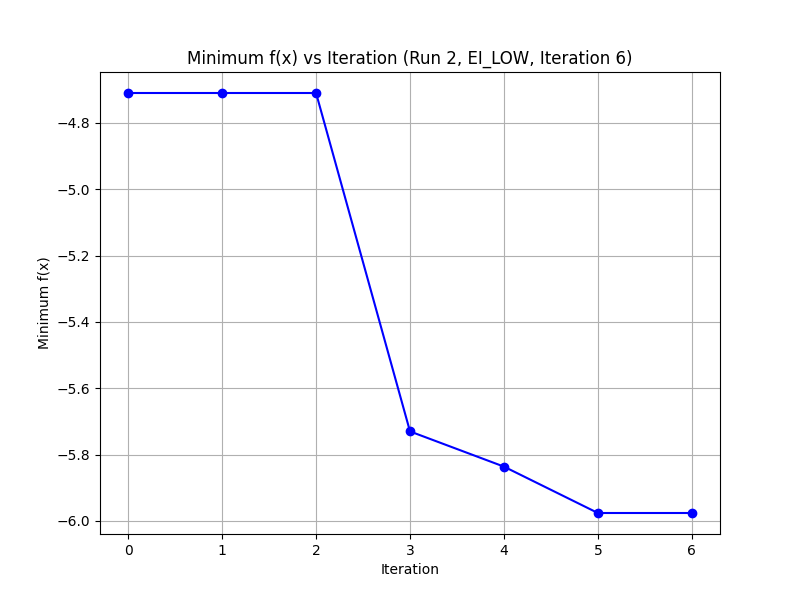 Minimum f(x) vs Iteration (Run 2, EI_LOW, Iteration 6)
Minimum f(x)
−4.8
−5.0
−5.2
−5.4
−5.6
−5.8
−6.0
0 1 2 3 4 5 6
Iteration